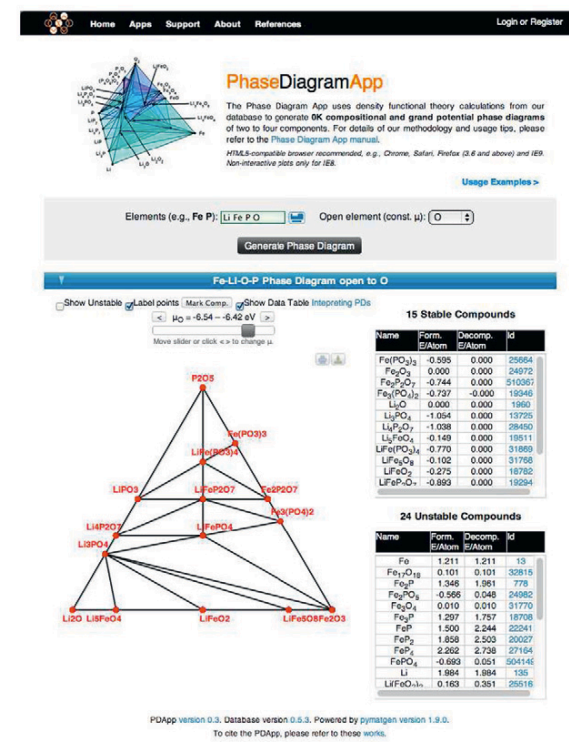 Home Apps Support About References Login or Register
PhaseDiagramApp
The Phase Diagram App uses density functional theory calculations from our
database to generate 0K compositional and grand potential phase diagrams
of two to four components. For details of our methodology and usage tips, please
refer to the Phase Diagram App manual.
HTML5-compatible browser recommended, e.g., Chrome, Safari, Firefox (3.6 and above) and IE9.
Non-interactive plots only for IE8.
Usage Examples >
Elements (e.g., Fe P): Li Fe P O Open element (const. μ): O
Generate Phase Diagram
Fe-Li-O-P Phase Diagram open to O
Show Unstable Label points Mark Comp. Show Data Table Intepreting PDs
< μO = -6.54 – -6.42 eV >
Move slider or click < > to change μ.
P2O5
Fe(PO3)3
LiFe(PO3)4
LiPO3 LiFeP2O7 Fe2P2O7
Fe3(PO4)2
Li4P2O7 LiFePO4
Li3PO4
Li2O Li5FeO4 LiFeO2 LiFe5O8 Fe2O3
15 Stable Compounds
Name Form. E/Atom Decomp. E/Atom Id
Fe(PO3)3 -0.595 0.000 25664
Fe2O3 0.000 0.000 24972
Fe2P2O7 -0.744 0.000 510367
Fe3(PO4)2 -0.737 -0.000 19346
Li2O 0.000 0.000 1960
Li3PO4 -1.054 0.000 13725
Li4P2O7 -1.038 0.000 28450
Li5FeO4 -0.149 0.000 19511
LiFe(PO3)4 -0.770 0.000 31869
LiFe5O8 -0.102 0.000 31768
LiFeO2 -0.275 0.000 18782
LiFeP2O7 -0.893 0.000 19294
24 Unstable Compounds
Name Form. E/Atom Decomp. E/Atom Id
Fe 1.211 1.211 13
Fe17O18 0.101 0.101 32815
Fe2P 1.346 1.961 778
Fe2PO5 -0.566 0.048 24982
Fe3O4 0.010 0.010 31770
Fe3P 1.297 1.757 18708
FeP 1.500 2.244 22241
FeP2 1.858 2.503 20027
FeP4 2.262 2.738 27164
FePO4 -0.693 0.051 504149
Li 1.984 1.984 135
0.163 0.351 25516
PDApp version 0.3. Database version 0.5.3. Powered by pymatgen version 1.9.0.
To cite the PDApp, please refer to these works.